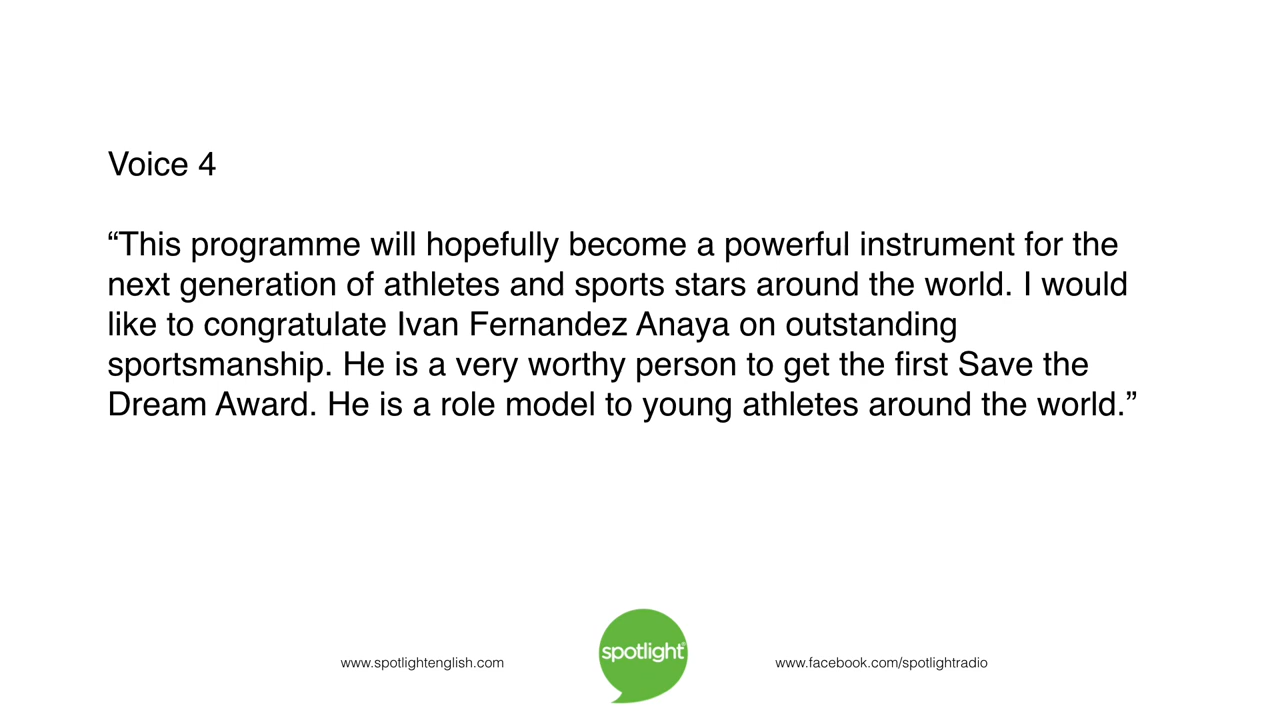 Voice 4
“This programme will hopefully become a powerful instrument for the
next generation of athletes and sports stars around the world. I would
like to congratulate Ivan Fernandez Anaya on outstanding
sportsmanship. He is a very worthy person to get the first Save the
Dream Award. He is a role model to young athletes around the world.”
www.spotlightenglish.com
spotlight®
www.facebook.com/spotlightradio